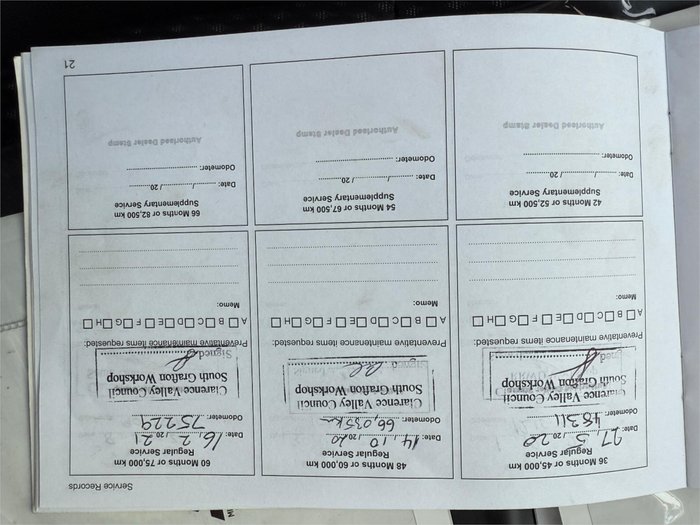 Service Records
36 Months or 45,000 km
Regular Service
Date: 27. 5 /20 20
Odometer: 48311
Clarence Valley Council
South Grafton Workshop
Preventative maintenance items requested:
A B C D E F G H
Memo:
48 Months or 60,000 km
Regular Service
Date: 14. 10 /20 20
Odometer: 66,035km
Clarence Valley Council
South Grafton Workshop
Signed
Preventative maintenance items requested:
A B C D E F G H
Memo:
60 Months or 75,000 km
Regular Service
Date: 16. 2 /20 21
Odometer: 75229
Clarence Valley Council
South Grafton Workshop
Signed
Preventative maintenance items requested:
A B C D E F G H
Memo:
42 Months or 52,500 km
Supplementary Service
Date: ........./........./ 20 .........
Odometer: .........
Authorised Dealer Stamp
54 Months or 67,500 km
Supplementary Service
Date: ........./........./ 20 .........
Odometer: .........
Authorised Dealer Stamp
66 Months or 82,500 km
Supplementary Service
Date: ........./........./ 20 .........
Odometer: .........
Authorised Dealer Stamp
21